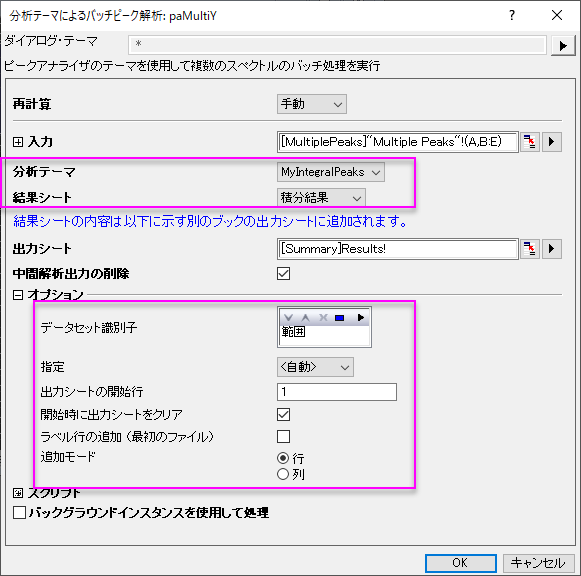 分析テーマによるバッチピーク解析: paMultiY
ダイアログ・テーマ *
ピークアナライザのテーマを使用して複数のスペクトルのバッチ処理を実行
再計算 手動
入力 [MultiplePeaks]"Multiple Peaks"!(A,B:E)
分析テーマ MyIntegralPeaks
結果シート 積分結果
結果シートの内容は以下に示す別のブックの出力シートに追加されます。
出力シート [Summary]Results!
中間解析出力の削除
オプション
データセット識別子 範囲
指定 <自動>
出力シートの開始行 1
開始時に出力シートをクリア
ラベル行の追加 (最初のファイル)
追加モード 行
列
スクリプト
バックグラウンドインスタンスを使用して処理
OK キャンセル